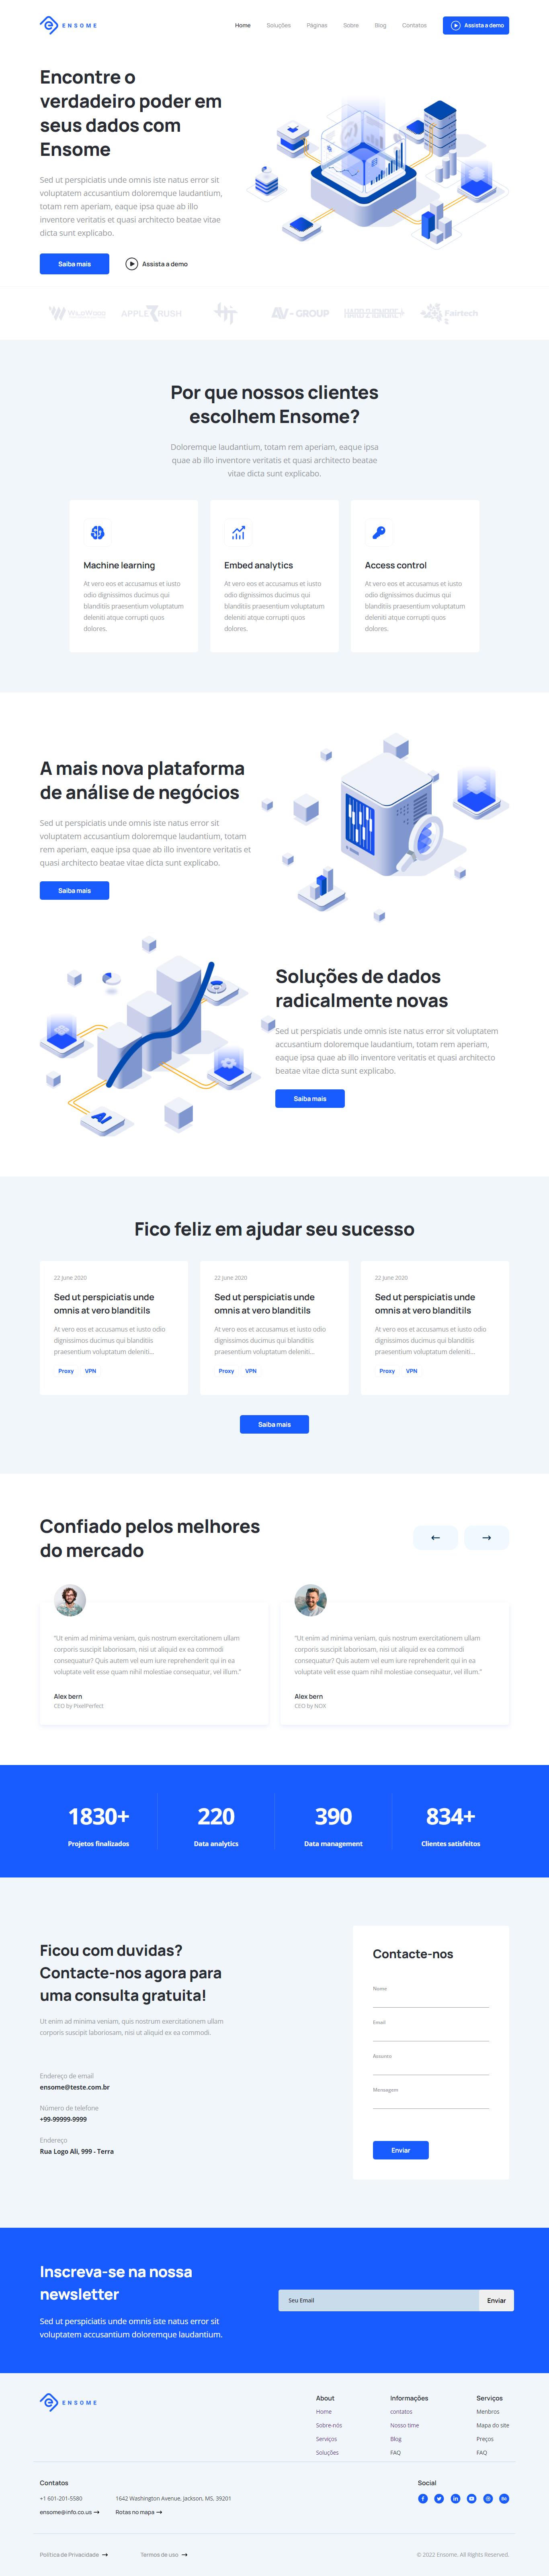 ENSOME
Home Soluções Páginas Sobre Blog Contatos Assista a demo
Encontre o
verdadeiro poder em
seus dados com
Ensome
Sed ut perspiciatis unde omnis iste natus error sit
voluptatem accusantium doloremque laudantium,
totam rem aperiam, eaque ipsa quae ab illo
inventore veritatis et quasi architecto beatae vitae
dicta sunt explicabo.
Saiba mais Assista a demo
WILDWOOD APPLE RUSH HT AV-GROUP Fairtech
Por que nossos clientes
escolhem Ensome?
Doloremque laudantium, totam rem aperiam, eaque ipsa
quae ab illo inventore veritatis et quasi architecto beatae
vitae dicta sunt explicabo.
Machine learning
At vero eos et accusamus et iusto
odio dignissimos ducimus qui
blanditiis praesentium voluptatum
deleniti atque corrupti quos
dolores.
Embed analytics
At vero eos et accusamus et iusto
odio dignissimos ducimus qui
blanditiis praesentium voluptatum
deleniti atque corrupti quos
dolores.
Access control
At vero eos et accusamus et iusto
odio dignissimos ducimus qui
blanditiis praesentium voluptatum
deleniti atque corrupti quos
dolores.
A mais nova plataforma
de análise de negócios
Sed ut perspiciatis unde omnis iste natus error sit
voluptatem accusantium doloremque laudantium, totam
rem aperiam, eaque ipsa quae ab illo inventore veritatis et
quasi architecto beatae vitae dicta sunt explicabo.
Saiba mais
AI
Soluções de dados
radicalmente novas
Sed ut perspiciatis unde omnis iste natus error sit voluptatem
accusantium doloremque laudantium, totam rem aperiam,
eaque ipsa quae ab illo inventore veritatis et quasi architecto
beatae vitae dicta sunt explicabo.
Saiba mais
Fico feliz em ajudar seu sucesso
22 June 2020
Sed ut perspiciatis unde
omnis at vero blanditils
At vero eos et accusamus et iusto odio
dignissimos ducimus qui blanditiis
praesentium voluptatum deleniti...
Proxy VPN
22 June 2020
Sed ut perspiciatis unde
omnis at vero blanditils
At vero eos et accusamus et iusto odio
dignissimos ducimus qui blanditiis
praesentium voluptatum deleniti...
Proxy VPN
22 June 2020
Sed ut perspiciatis unde
omnis at vero blanditils
At vero eos et accusamus et iusto odio
dignissimos ducimus qui blanditiis
praesentium voluptatum deleniti...
Proxy VPN
Saiba mais
Confiado pelos melhores
do mercado
"Ut enim ad minima veniam, quis nostrum exercitationem ullam
corporis suscipit laboriosam, nisi ut aliquid ex ea commodi
consequatur? Quis autem vel eum iure reprehenderit qui in ea
voluptate velit esse quam nihil molestiae consequatur, vel illum."
Alex bern
CEO by PixelPerfect
"Ut enim ad minima veniam, quis nostrum exercitationem ullam
corporis suscipit laboriosam, nisi ut aliquid ex ea commodi
consequatur? Quis autem vel eum iure reprehenderit qui in ea
voluptate velit esse quam nihil molestiae consequatur, vel illum."
Alex bern
CEO by NOX
1830+ 220 390 834+
Projetos finalizados Data analytics Data management Clientes satisfeitos
Ficou com duvidas?
Contacte-nos agora para
uma consulta gratuita!
Ut enim ad minima veniam, quis nostrum exercitationem ullam
corporis suscipit laboriosam, nisi ut aliquid ex ea commodi.
Endereço de email
ensome@teste.com.br
Número de telefone
+99-99999-9999
Endereço
Rua Logo Ali, 999 - Terra
Contacte-nos
Nome
Email
Assunto
Mensagem
Enviar
Inscreva-se na nossa
newsletter
Sed ut perspiciatis unde omnis iste natus error sit
voluptatem accusantium doloremque laudantium.
Seu Email Enviar
ENSOME
About
Home
Sobre-nós
Serviços
Soluções
Informações
contatos
Nosso time
Blog
FAQ
Serviços
Menbros
Mapa do site
Preços
FAQ
Contatos
+1 601-201-5580 1642 Washington Avenue, Jackson, MS, 39201
ensome@info.co.us Rotas no mapa
Social
Política de Privacidade Termos de uso © 2022 Ensome. All Rights Reserved.